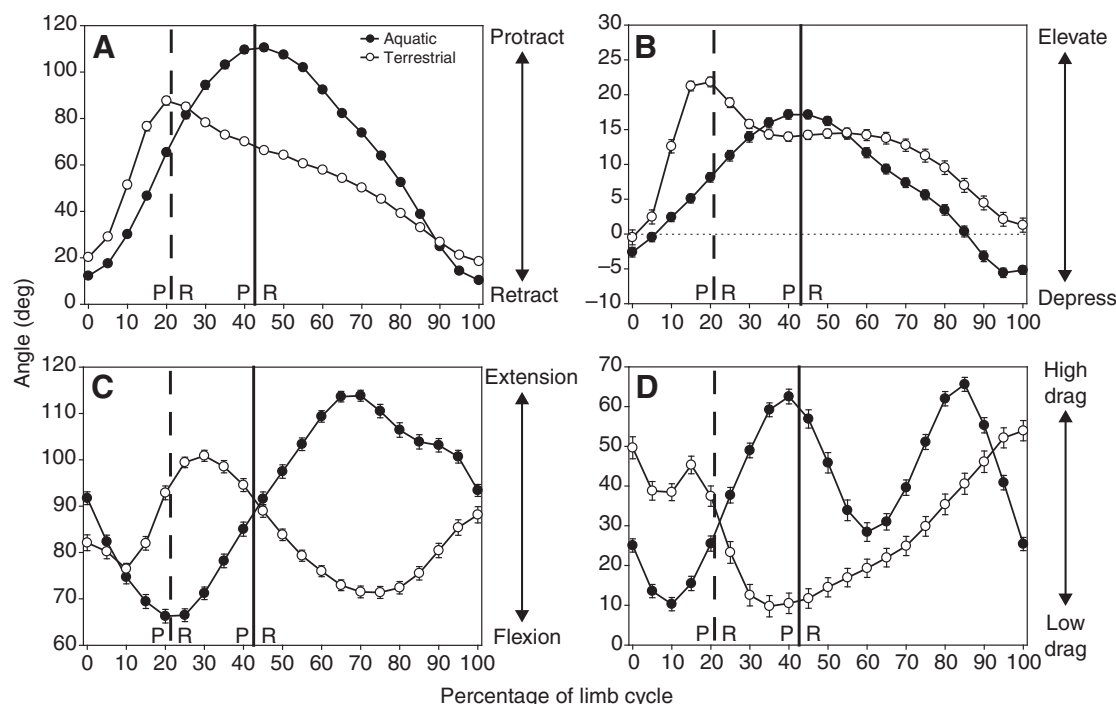 A
Aquatic
Terrestrial
120
100
80
60
40
20
0
P R P R
0 10 20 30 40 50 60 70 80 90 100
Protract
Retract
B
30
25
20
15
10
5
0
−5
−10
P R P R
0 10 20 30 40 50 60 70 80 90 100
Elevate
Depress
Angle (deg)
C
120
110
100
90
80
70
60
P R P R
0 10 20 30 40 50 60 70 80 90 100
Extension
Flexion
D
70
60
50
40
30
20
10
0
P R P R
0 10 20 30 40 50 60 70 80 90 100
High
drag
Low
drag
Percentage of limb cycle